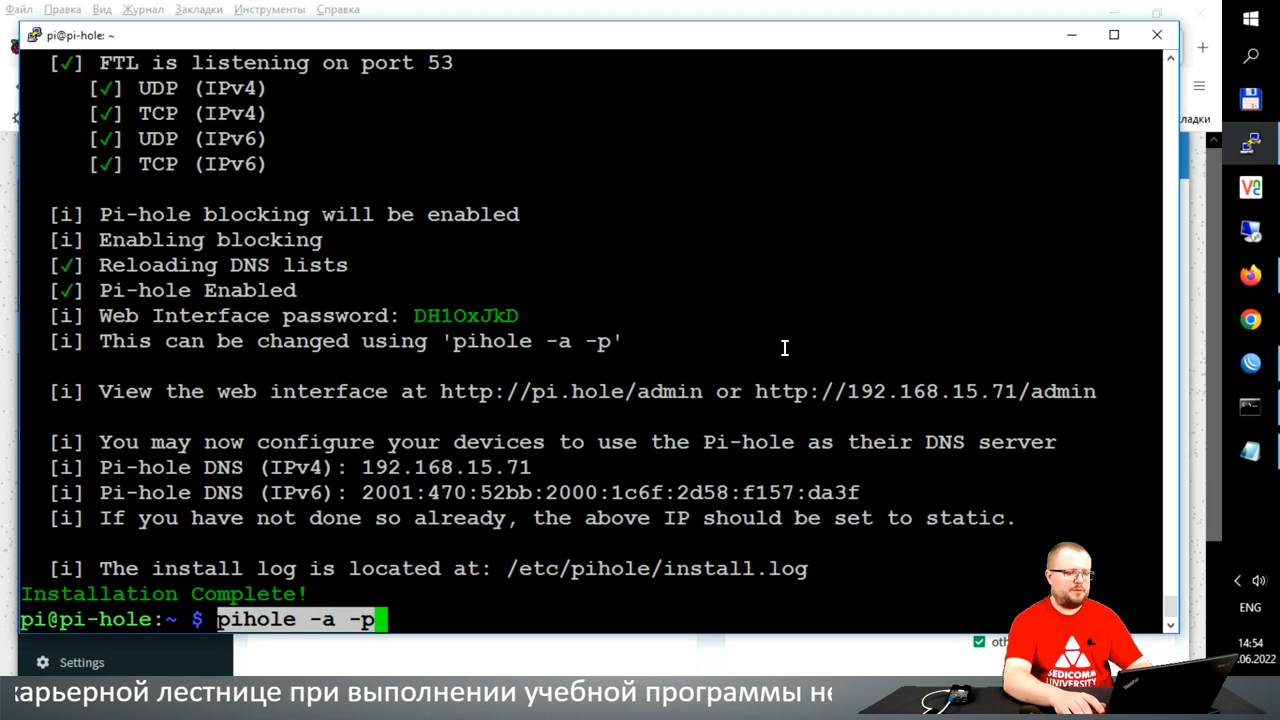 Файл Правка Вид Журнал Закладки Инструменты Справка
pi@pi-hole: ~
[✓] FTL is listening on port 53
[✓] UDP (IPv4)
[✓] TCP (IPv4)
[✓] UDP (IPv6)
[✓] TCP (IPv6)
[i] Pi-hole blocking will be enabled
[i] Enabling blocking
[✓] Reloading DNS lists
[✓] Pi-hole Enabled
[i] Web Interface password: DH1OxJkD
[i] This can be changed using 'pihole -a -p'
[i] View the web interface at http://pi.hole/admin or http://192.168.15.71/admin
[i] You may now configure your devices to use the Pi-hole as their DNS server
[i] Pi-hole DNS (IPv4): 192.168.15.71
[i] Pi-hole DNS (IPv6): 2001:470:52bb:2000:1c6f:2d58:f157:da3f
[i] If you have not done so already, the above IP should be set to static.
[i] The install log is located at: /etc/pihole/install.log
Installation Complete!
pi@pi-hole:~ $ pihole -a -p
Settings
oth
кладки
ENG
14:54
.06.2022
SEDICOMM
UNIVERSITY
ThinkPad
карьерной лестнице при выполнении учебной программы не